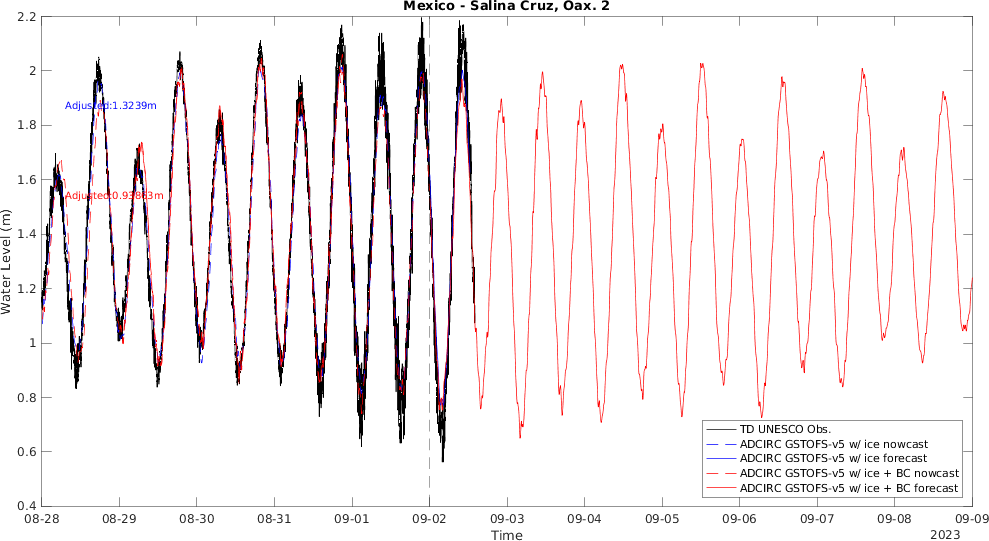 Mexico - Salina Cruz, Oax. 2
2.2
2
1.8
1.6
1.4
1.2
1
0.8
0.6
0.4
Water Level (m)
Adjusted:1.3239m
TD UNESCO Obs.
ADCIRC GSTOFS-v5 w/ ice nowcast
ADCIRC GSTOFS-v5 w/ ice forecast
ADCIRC GSTOFS-v5 w/ ice + BC nowcast
ADCIRC GSTOFS-v5 w/ ice + BC forecast
08-28 08-29 08-30 08-31 09-01 09-02 09-03 09-04 09-05 09-06 09-07 09-08 09-09
Time
2023